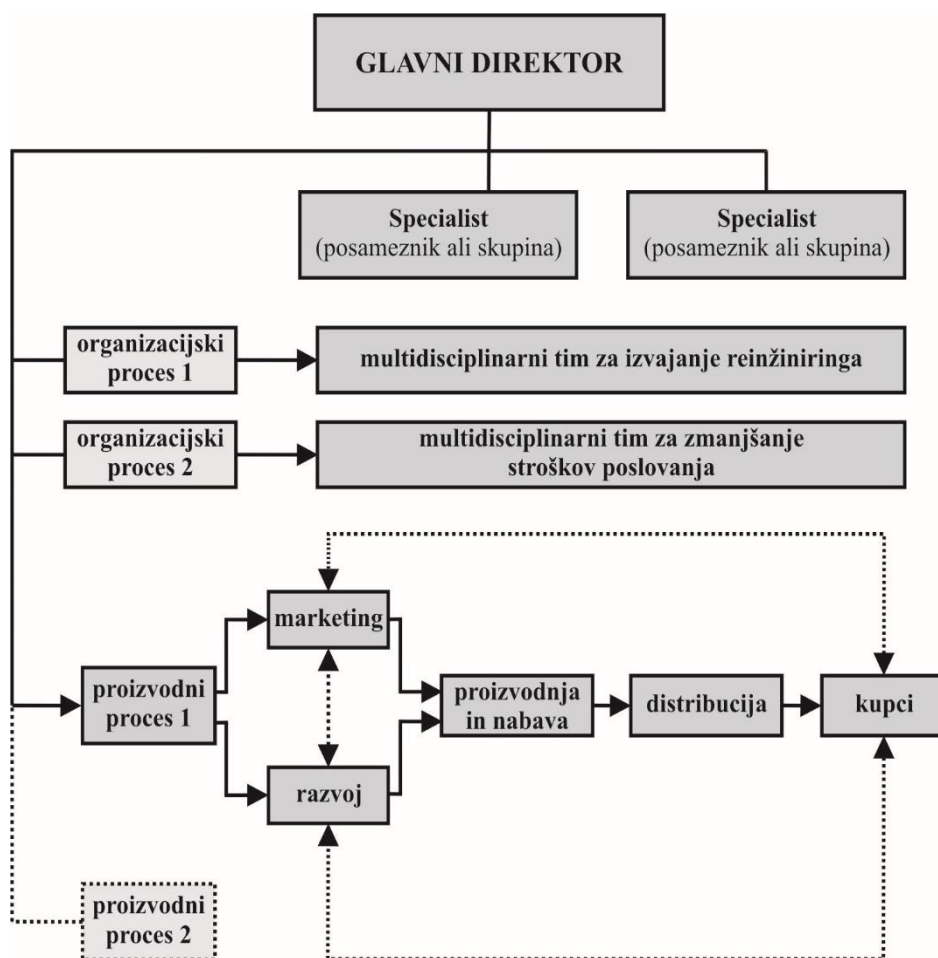 GLAVNI DIREKTOR
Specialist
(posameznik ali skupina)
Specialist
(posameznik ali skupina)
organizacijski
proces 1
multidisciplinarni tim za izvajanje reinžiniringa
organizacijski
proces 2
multidisciplinarni tim za zmanjšanje
stroškov poslovanja
marketing
proizvodni
proces 1
proizvodnja
in nabava
distribucija
kupci
razvoj
proizvodni
proces 2